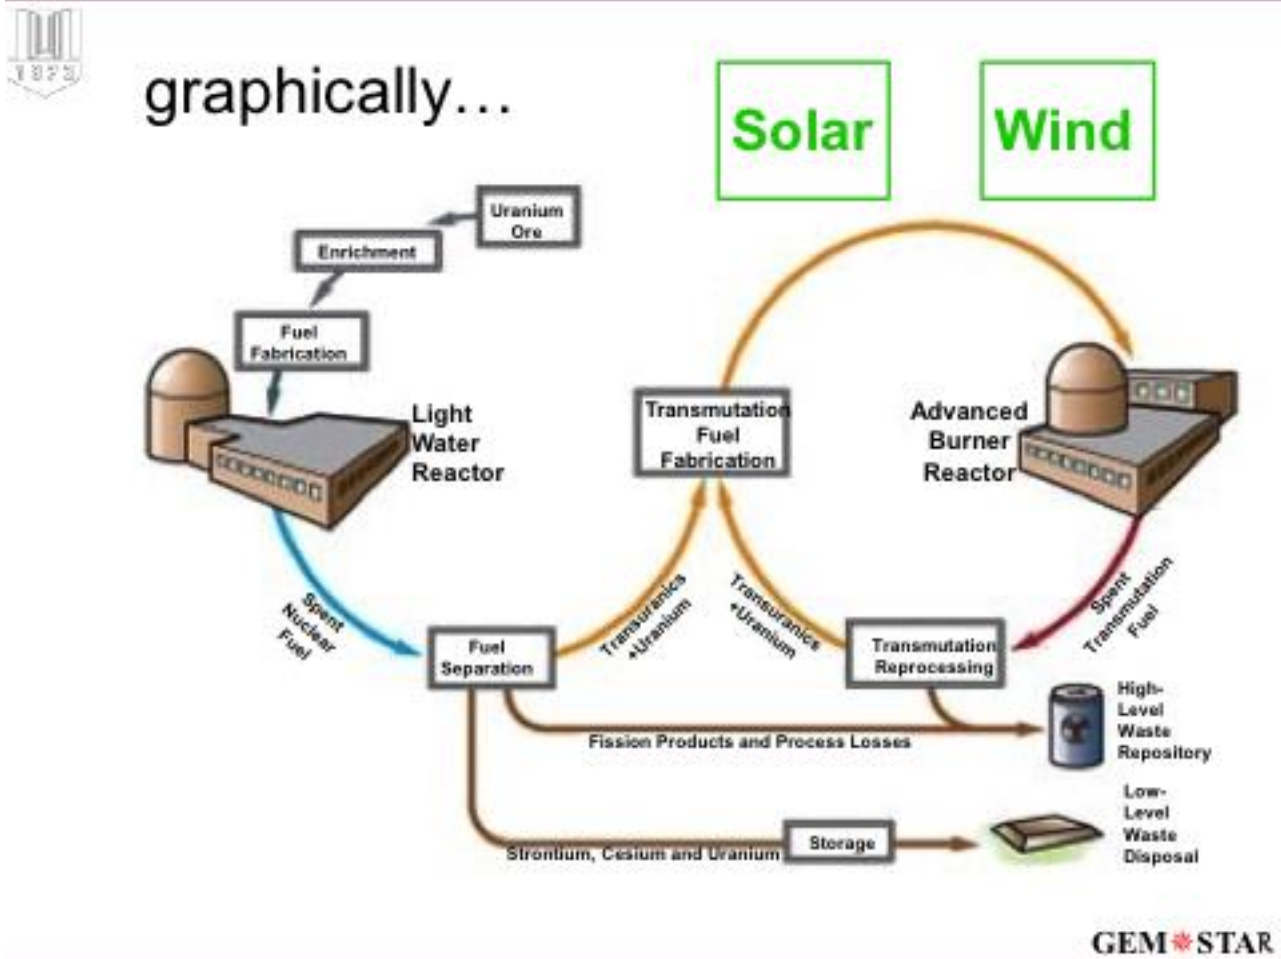 1872
graphically…
Solar
Wind
Uranium
Ore
Enrichment
Fuel
Fabrication
Light
Water
Reactor
Transmutation
Fuel
Fabrication
Advanced
Burner
Reactor
Spent
Nuclear
Fuel
Transuranics
+Uranium
Transuranics
+Uranium
Spent
Transmutation
Fuel
Fuel
Separation
Transmutation
Reprocessing
High-
Level
Waste
Repository
Fission Products and Process Losses
Low-
Level
Waste
Disposal
Storage
Strontium, Cesium and Uranium
GEM STAR